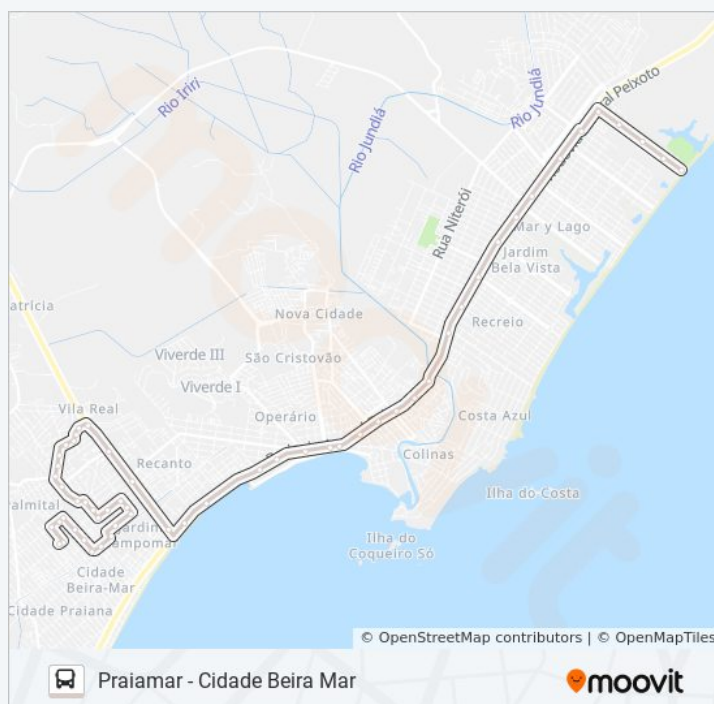 Rio Iriri
Rio Jundiá
Rio Jundiá
al Peixoto
Rua Niterói
Mar y Lago
Jardim
Bela Vista
Nova Cidade
Recreio
atrícia
São Cristovão
Viverde III
Viverde I
Operário
Vila Real
Costa Azul
Recanto
Colinas
almital
Ilha do Costa
Jardim
ampomar
Ilha do
Coqueiro Só
Cidade
Beira-Mar
Cidade Praiana
© OpenStreetMap contributors | © OpenMapTiles
Praiamar - Cidade Beira Mar
moovit